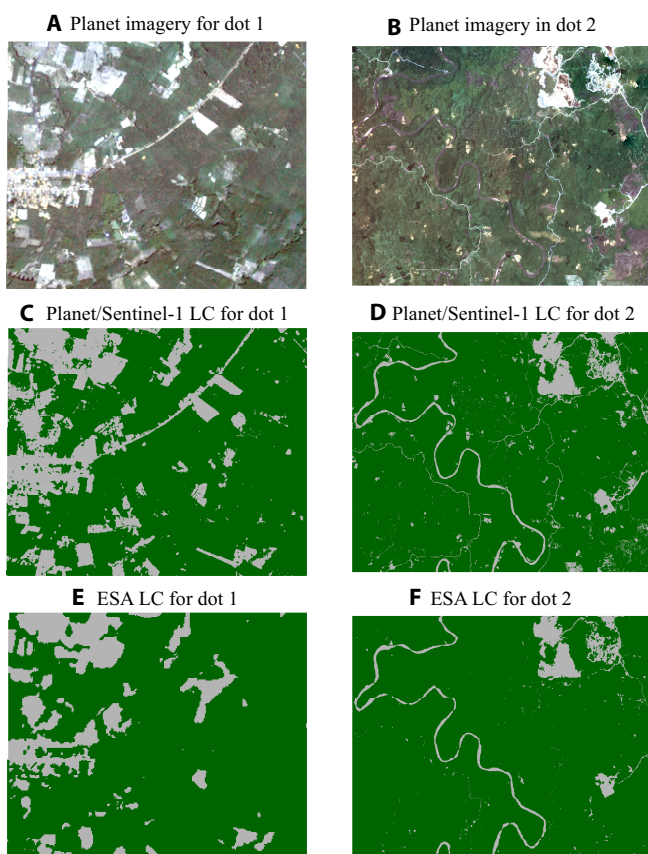 A Planet imagery for dot 1
B Planet imagery in dot 2
C Planet/Sentinel-1 LC for dot 1
D Planet/Sentinel-1 LC for dot 2
E ESA LC for dot 1
F ESA LC for dot 2